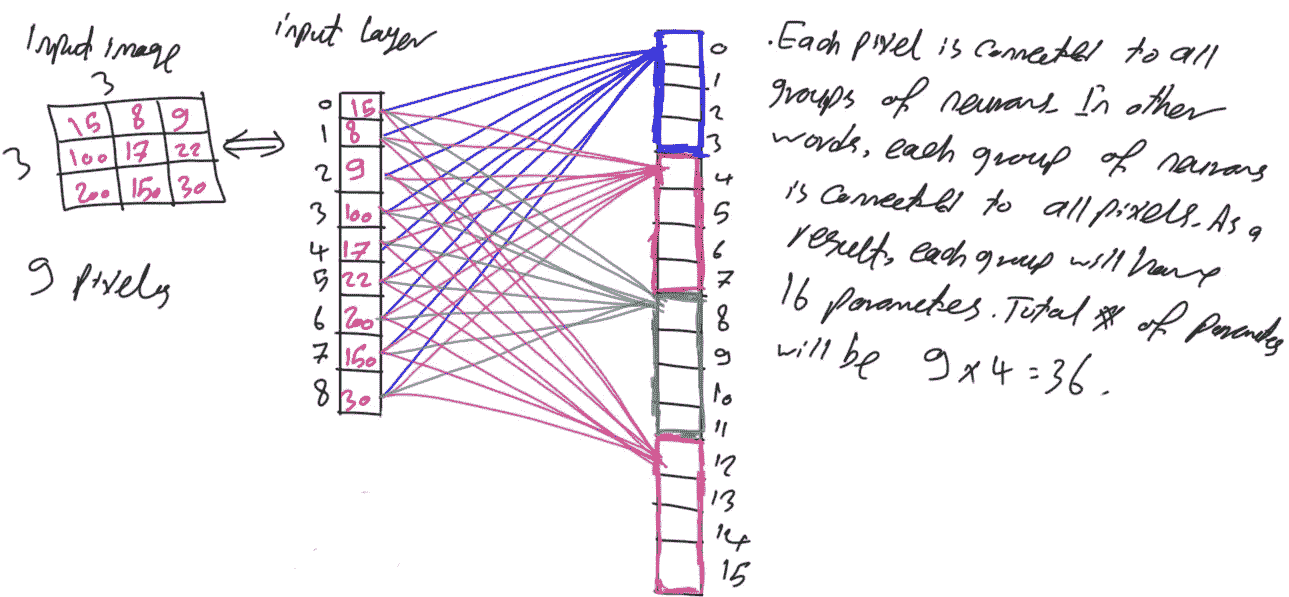 Input image
3
3
15 8 9
100 17 22
200 150 30
9 pixels
input Layer
0 15
1 8
2 9
3 100
4 17
5 22
6 200
7 150
8 30
0
1
2
3
4
5
6
7
8
9
10
11
12
13
14
15
.Each pixel is connected to all
groups of neurons. In other
words, each group of neurons
is connected to all pixels. As a
result, each group will have
16 parameters. Total # of parameters
will be 9 x 4 = 36.